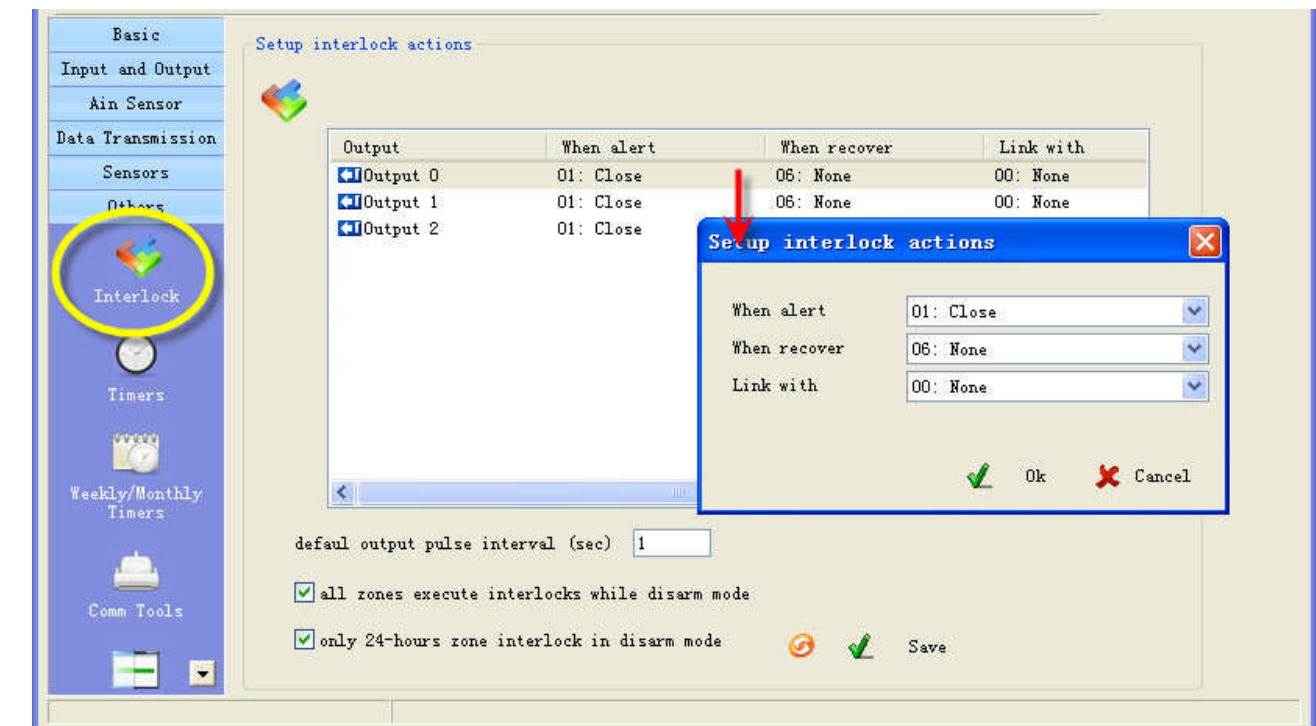 Basic
Input and Output
Ain Sensor
Data Transmission
Sensors
Others
Interlock
Timers
Weekly/Monthly
Timers
Comm Tools
Setup interlock actions
Output When alert When recover Link with
Output 0 01: Close 06: None 00: None
Output 1 01: Close 06: None 00: None
Output 2 01: Close
Setup interlock actions
When alert 01: Close
When recover 06: None
Link with 00: None
Ok Cancel
defaul output pulse interval (sec) 1
all zones execute interlocks while disarm mode
only 24-hours zone interlock in disarm mode
Save